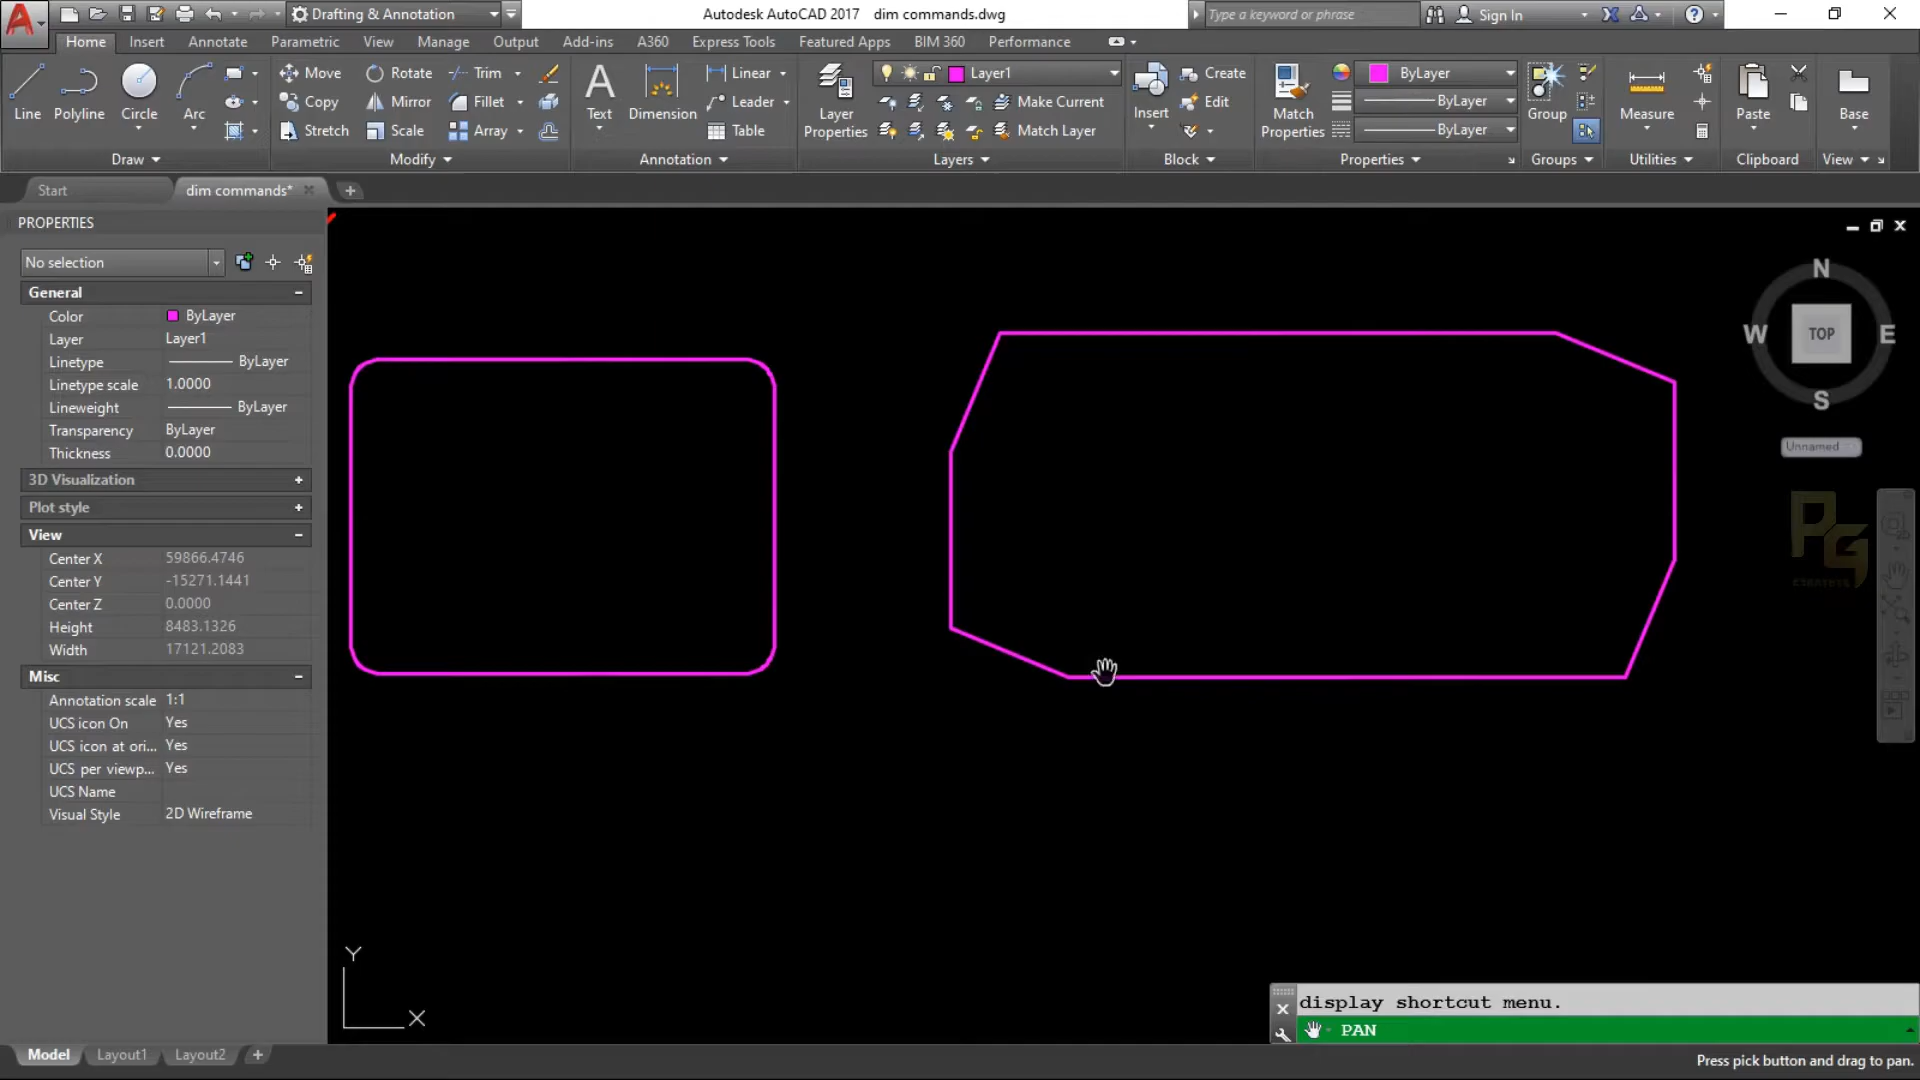 Drafting & Annotation
Autodesk AutoCAD 2017 dim commands.dwg
Type a keyword or phrase
Sign In
Home Insert Annotate Parametric View Manage Output Add-ins A360 Express Tools Featured Apps BIM 360 Performance
Line Polyline Circle Arc
Move Rotate Trim
Copy Mirror Fillet
Stretch Scale Array
Text Dimension
Linear
Leader
Table
Layer Properties
Layer1
Make Current
Match Layer
Insert
Create
Edit
Match Properties
ByLayer
ByLayer
ByLayer
Group
Measure
Paste
Base
Draw Modify Annotation Layers Block Properties Groups Utilities Clipboard View
Start dim commands*
PROPERTIES
No selection
General
Color ByLayer
Layer Layer1
Linetype ByLayer
Linetype scale 1.0000
Lineweight ByLayer
Transparency ByLayer
Thickness 0.0000
3D Visualization
Plot style
View
Center X 59866.4746
Center Y -15271.1441
Center Z 0.0000
Height 8483.1326
Width 17121.2083
Misc
Annotation scale 1:1
UCS icon On Yes
UCS icon at ori... Yes
UCS per viewp... Yes
UCS Name
Visual Style 2D Wireframe
N
W TOP E
S
Unnamed
PG
Y
X
display shortcut menu.
PAN
Model Layout1 Layout2
Press pick button and drag to pan.